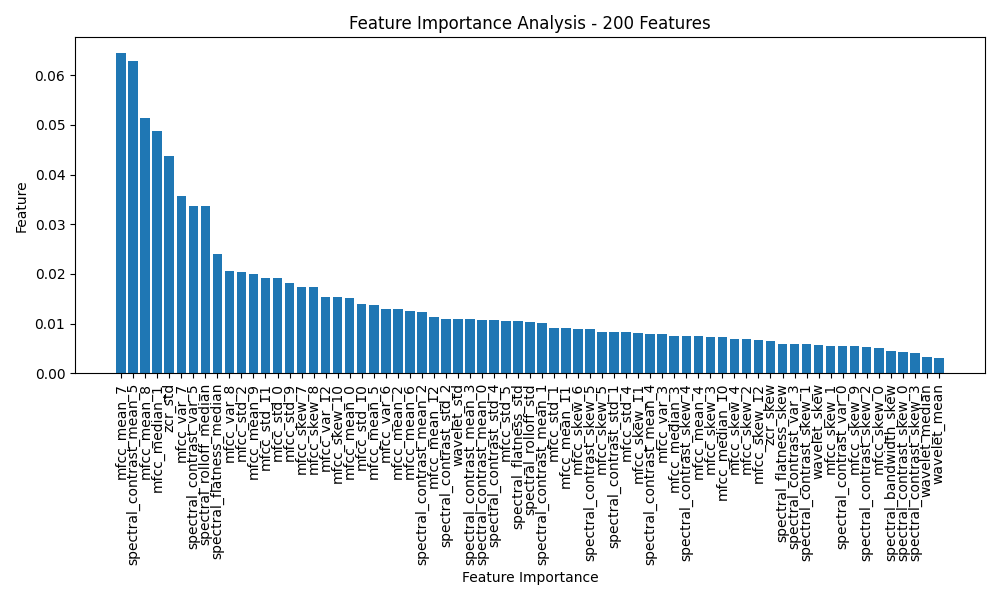 Feature Importance Analysis - 200 Features
Feature
0.06
0.05
0.04
0.03
0.02
0.01
0.00
mfcc_mean_7
spectral_contrast_mean_5
mfcc_mean_8
mfcc_median_1
zcr_std
mfcc_var_7
spectral_contrast_var_5
spectral_rolloff_median
spectral_flatness_median
mfcc_var_8
mfcc_std_2
mfcc_mean_9
mfcc_std_11
mfcc_std_0
mfcc_std_9
mfcc_skew_7
mfcc_skew_8
mfcc_var_12
mfcc_skew_10
mfcc_mean_0
mfcc_std_10
mfcc_mean_5
mfcc_var_6
mfcc_mean_2
mfcc_mean_6
spectral_contrast_mean_2
mfcc_mean_12
spectral_contrast_std_2
wavelet_std
spectral_contrast_mean_3
spectral_contrast_mean_0
spectral_contrast_std_4
mfcc_std_5
spectral_flatness_std
spectral_rolloff_std
spectral_contrast_mean_1
mfcc_std_1
mfcc_mean_11
mfcc_skew_6
spectral_contrast_skew_5
mfcc_skew_5
spectral_contrast_std_1
mfcc_std_4
mfcc_skew_11
spectral_contrast_mean_4
mfcc_var_3
mfcc_median_3
spectral_contrast_skew_4
mfcc_mean_4
mfcc_skew_3
mfcc_median_10
mfcc_skew_4
mfcc_skew_2
mfcc_skew_12
zcr_skew
spectral_flatness_skew
spectral_contrast_var_3
spectral_contrast_skew_1
wavelet_skew
mfcc_skew_1
spectral_contrast_var_0
mfcc_skew_9
spectral_contrast_skew_2
mfcc_skew_0
spectral_bandwidth_skew
spectral_contrast_skew_0
spectral_contrast_skew_3
wavelet_median
wavelet_mean
Feature Importance